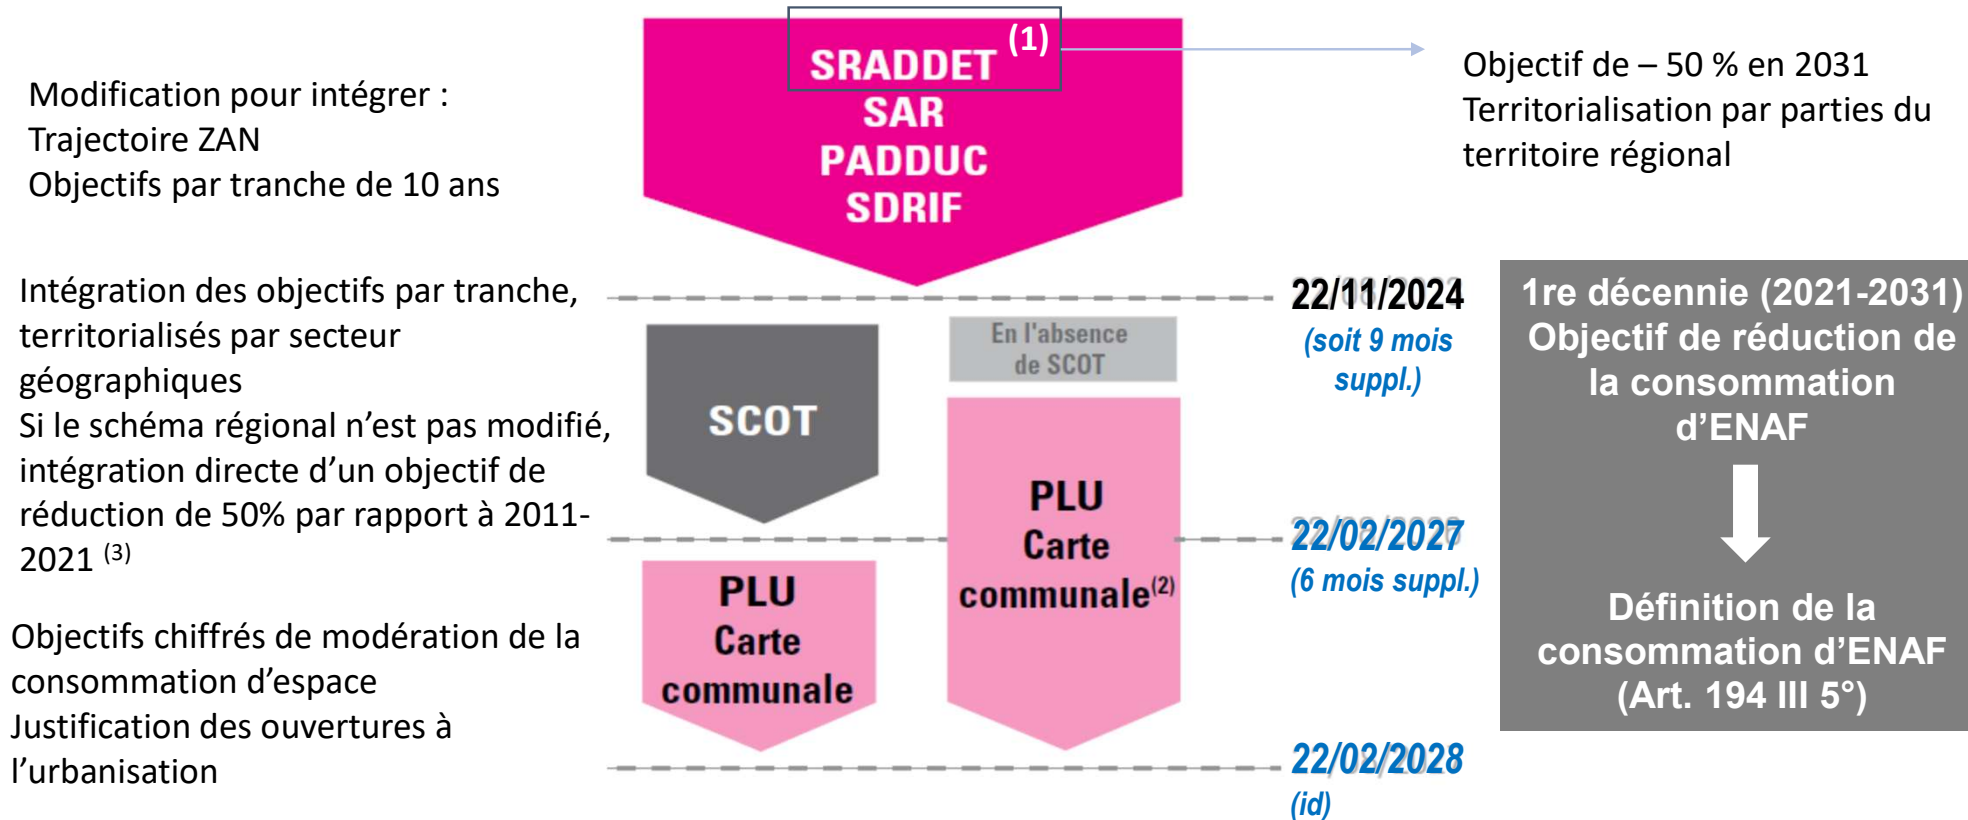 Modification pour intégrer :
Trajectoire ZAN
Objectifs par tranche de 10 ans
SRADDET (1)
SAR
PADDUC
SDRIF
Objectif de – 50 % en 2031
Territorialisation par parties du
territoire régional
Intégration des objectifs par tranche,
territorialisés par secteur
géographiques
Si le schéma régional n’est pas modifié,
intégration directe d’un objectif de
réduction de 50% par rapport à 2011-
2021 (3)
22/11/2024
(soit 9 mois
suppl.)
En l'absence
de SCOT
SCOT
PLU
Carte
communale(2)
22/02/2027
(6 mois suppl.)
1re décennie (2021-2031)
Objectif de réduction de
la consommation
d’ENAF
Définition de la
consommation d’ENAF
(Art. 194 III 5°)
Objectifs chiffrés de modération de la
consommation d’espace
Justification des ouvertures à
l’urbanisation
PLU
Carte
communale
22/02/2028
(id)